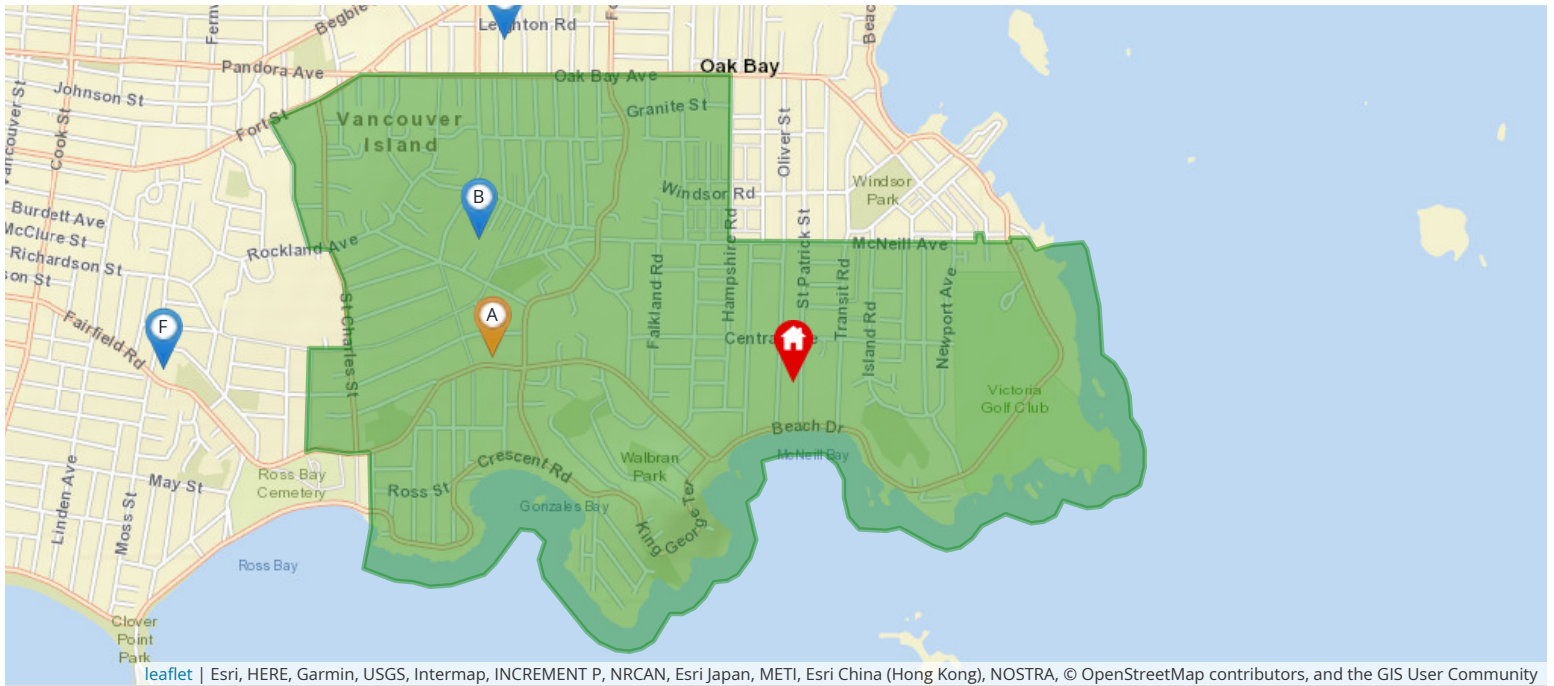 Begbie
Leighton Rd
Pandora Ave
Oak Bay Ave
Oak Bay
Johnson St
Cook St
Fort St
Vancouver
Island
Granite St
Oliver St
Windsor
Park
Windsor Rd
B
Burdett Ave
McClure St
Richardson St
Rockland Ave
Hampshire Rd
St Patrick St
McNeill Ave
Falkland Rd
Transit Rd
Island Rd
Newport Ave
St Charles St
A
F
Fairfield Rd
Victoria
Golf Club
Beach Dr
McNeill Bay
Crescent Rd
Walbran
Park
Ross Bay
Cemetery
May St
Ross St
Gonzales Bay
Linden Ave
Moss St
King George Ter
Ross Bay
Clover
Point
Park
leaflet | Esri, HERE, Garmin, USGS, Intermap, INCREMENT P, NRCAN, Esri Japan, METI, Esri China (Hong Kong), NOSTRA, © OpenStreetMap contributors, and the GIS User Community